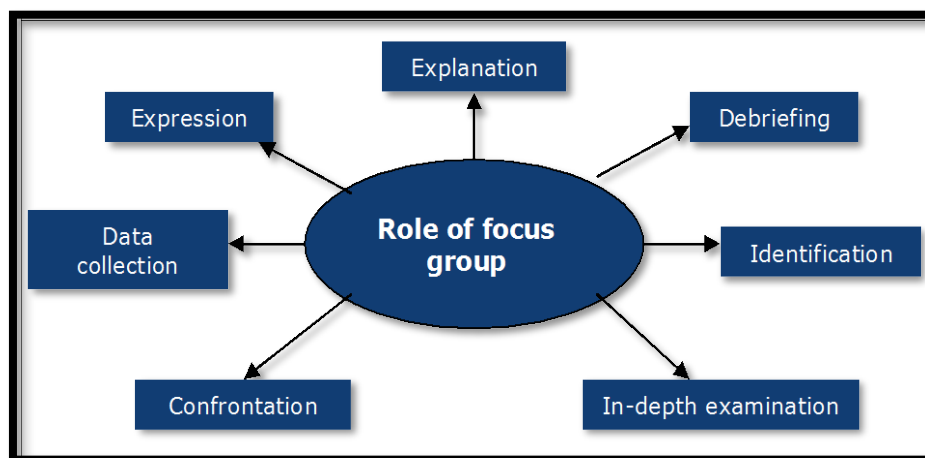 Explanation
Expression
Debriefing
Role of focus
group
Data
collection
Identification
Confrontation
In-depth examination